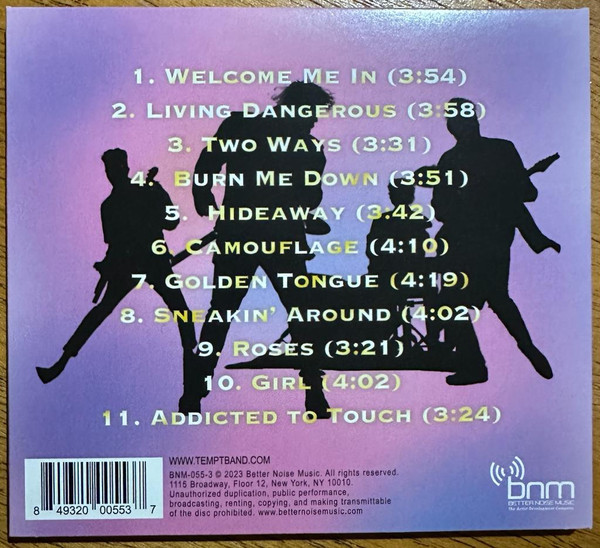 1. WELCOME ME IN (3:54)
2. LIVING DANGEROUS (3:58)
3. TWO WAYS (3:31)
4. BURN ME DOWN (3:51)
5. HIDEAWAY (3:42)
6. CAMOUFLAGE (4:10)
7. GOLDEN TONGUE (4:19)
8. SNEAKIN' AROUND (4:02)
9. ROSES (3:21)
10. GIRL (4:02)
11. ADDICTED TO TOUCH (3:24)
WWW.TEMPTBAND.COM
BNM-055-3 © 2023 Better Noise Music. All rights reserved.
1115 Broadway, Floor 12, New York, NY 10010.
Unauthorized duplication, public performance,
broadcasting, renting, copying, and making transmittable
of the disc prohibited. www.betternoisemusic.com
8 49320 00553 7
bnm
BETTER NOISE MUSIC
The Artist Development Company